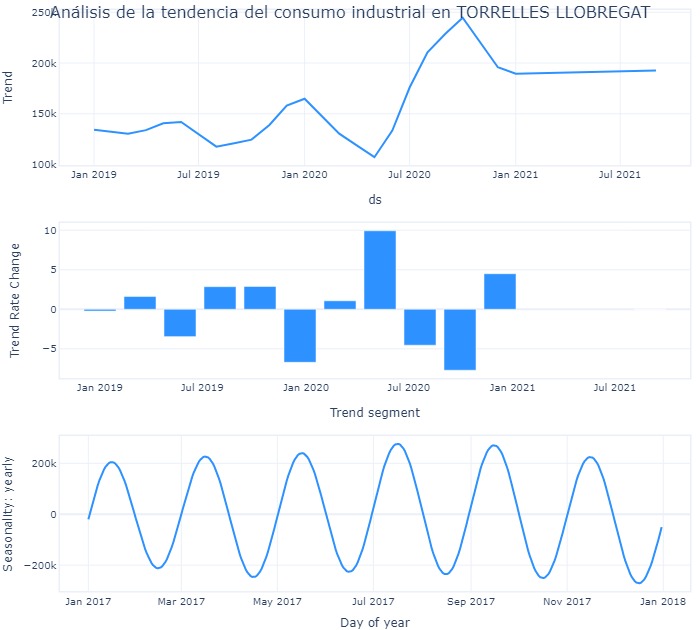 Análisis de la tendencia del consumo industrial en TORRELLES LLOBREGAT
250k
200k
150k
100k
Trend
Jan 2019 Jul 2019 Jan 2020 Jul 2020 Jan 2021 Jul 2021
ds
10
5
0
−5
Trend Rate Change
Jan 2019 Jul 2019 Jan 2020 Jul 2020 Jan 2021 Jul 2021
Trend segment
200k
0
−200k
Seasonality: yearly
Jan 2017 Mar 2017 May 2017 Jul 2017 Sep 2017 Nov 2017 Jan 2018
Day of year